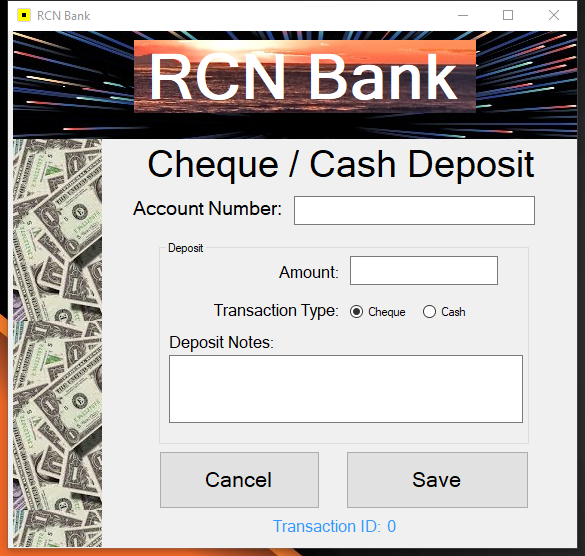 RCN Bank
RCN Bank
Cheque / Cash Deposit
Account Number:
Deposit
Amount:
Transaction Type: Cheque Cash
Deposit Notes:
Cancel Save
Transaction ID: 0